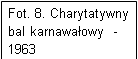 Fot. 8. Charytatywny
bal karnawałowy -
1963